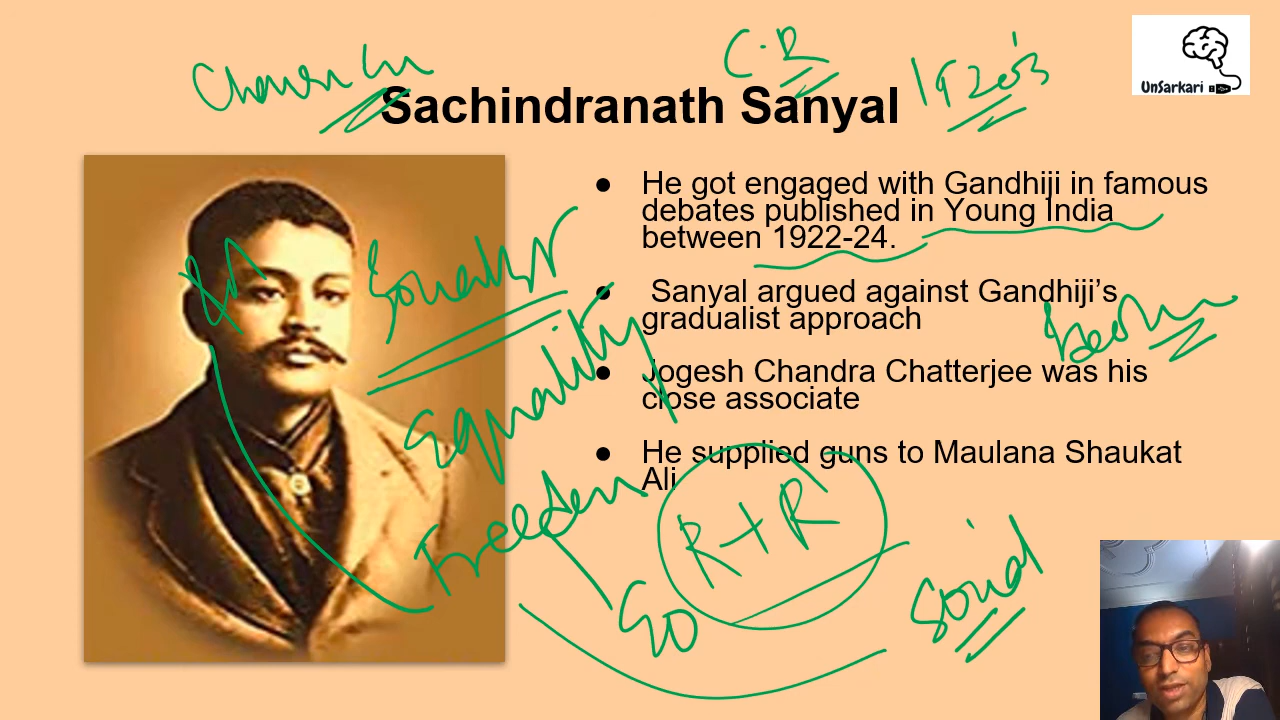 UnSarkari
C.R
1920's
Sachindranath Sanyal
● He got engaged with Gandhiji in famous
debates published in Young India
between 1922-24.
● Sanyal argued against Gandhiji’s
gradualist approach
● Jogesh Chandra Chatterjee was his
close associate
● He supplied guns to Maulana Shaukat
Ali
Equality
Freedom
R+R